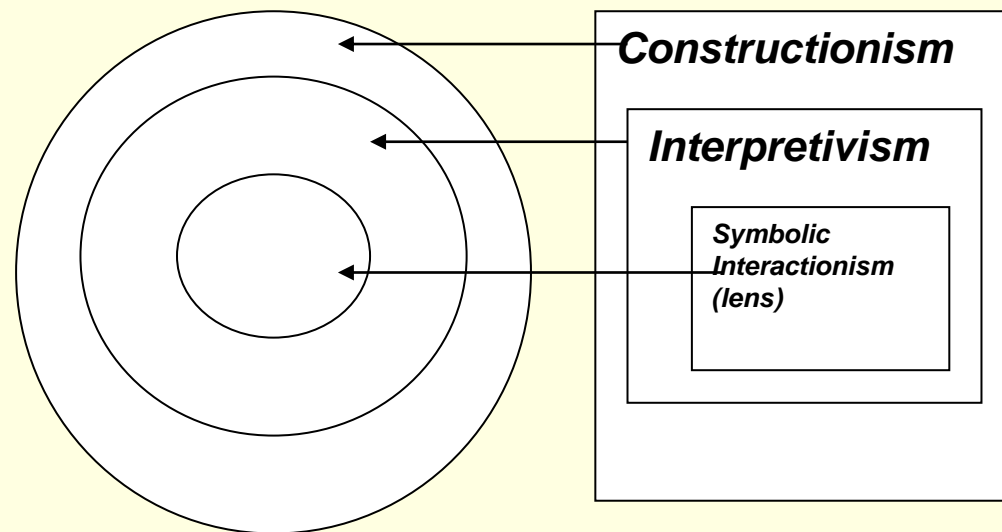 Constructionism
Interpretivism
Symbolic
Interactionism
(lens)